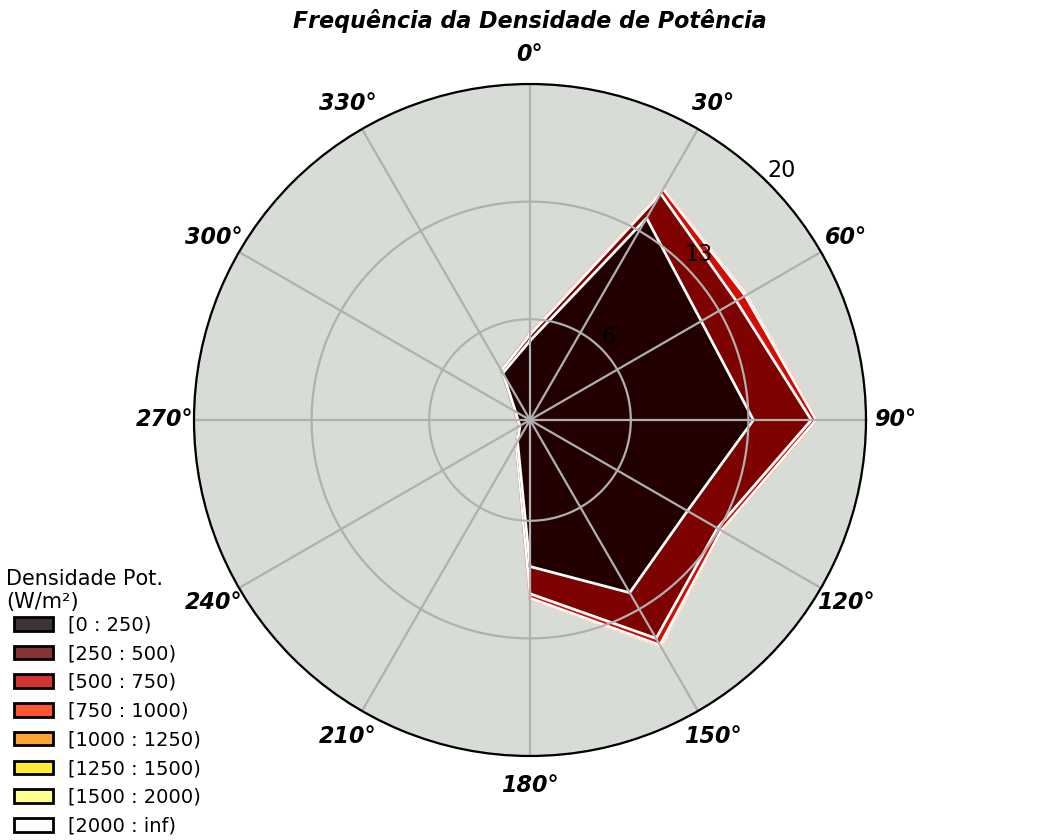 Frequência da Densidade de Potência
0°
330°
30°
20
300°
60°
13
6
270°
90°
240°
120°
210°
150°
180°
Densidade Pot.
(W/m²)
[0 : 250)
[250 : 500)
[500 : 750)
[750 : 1000)
[1000 : 1250)
[1250 : 1500)
[1500 : 2000)
[2000 : inf)